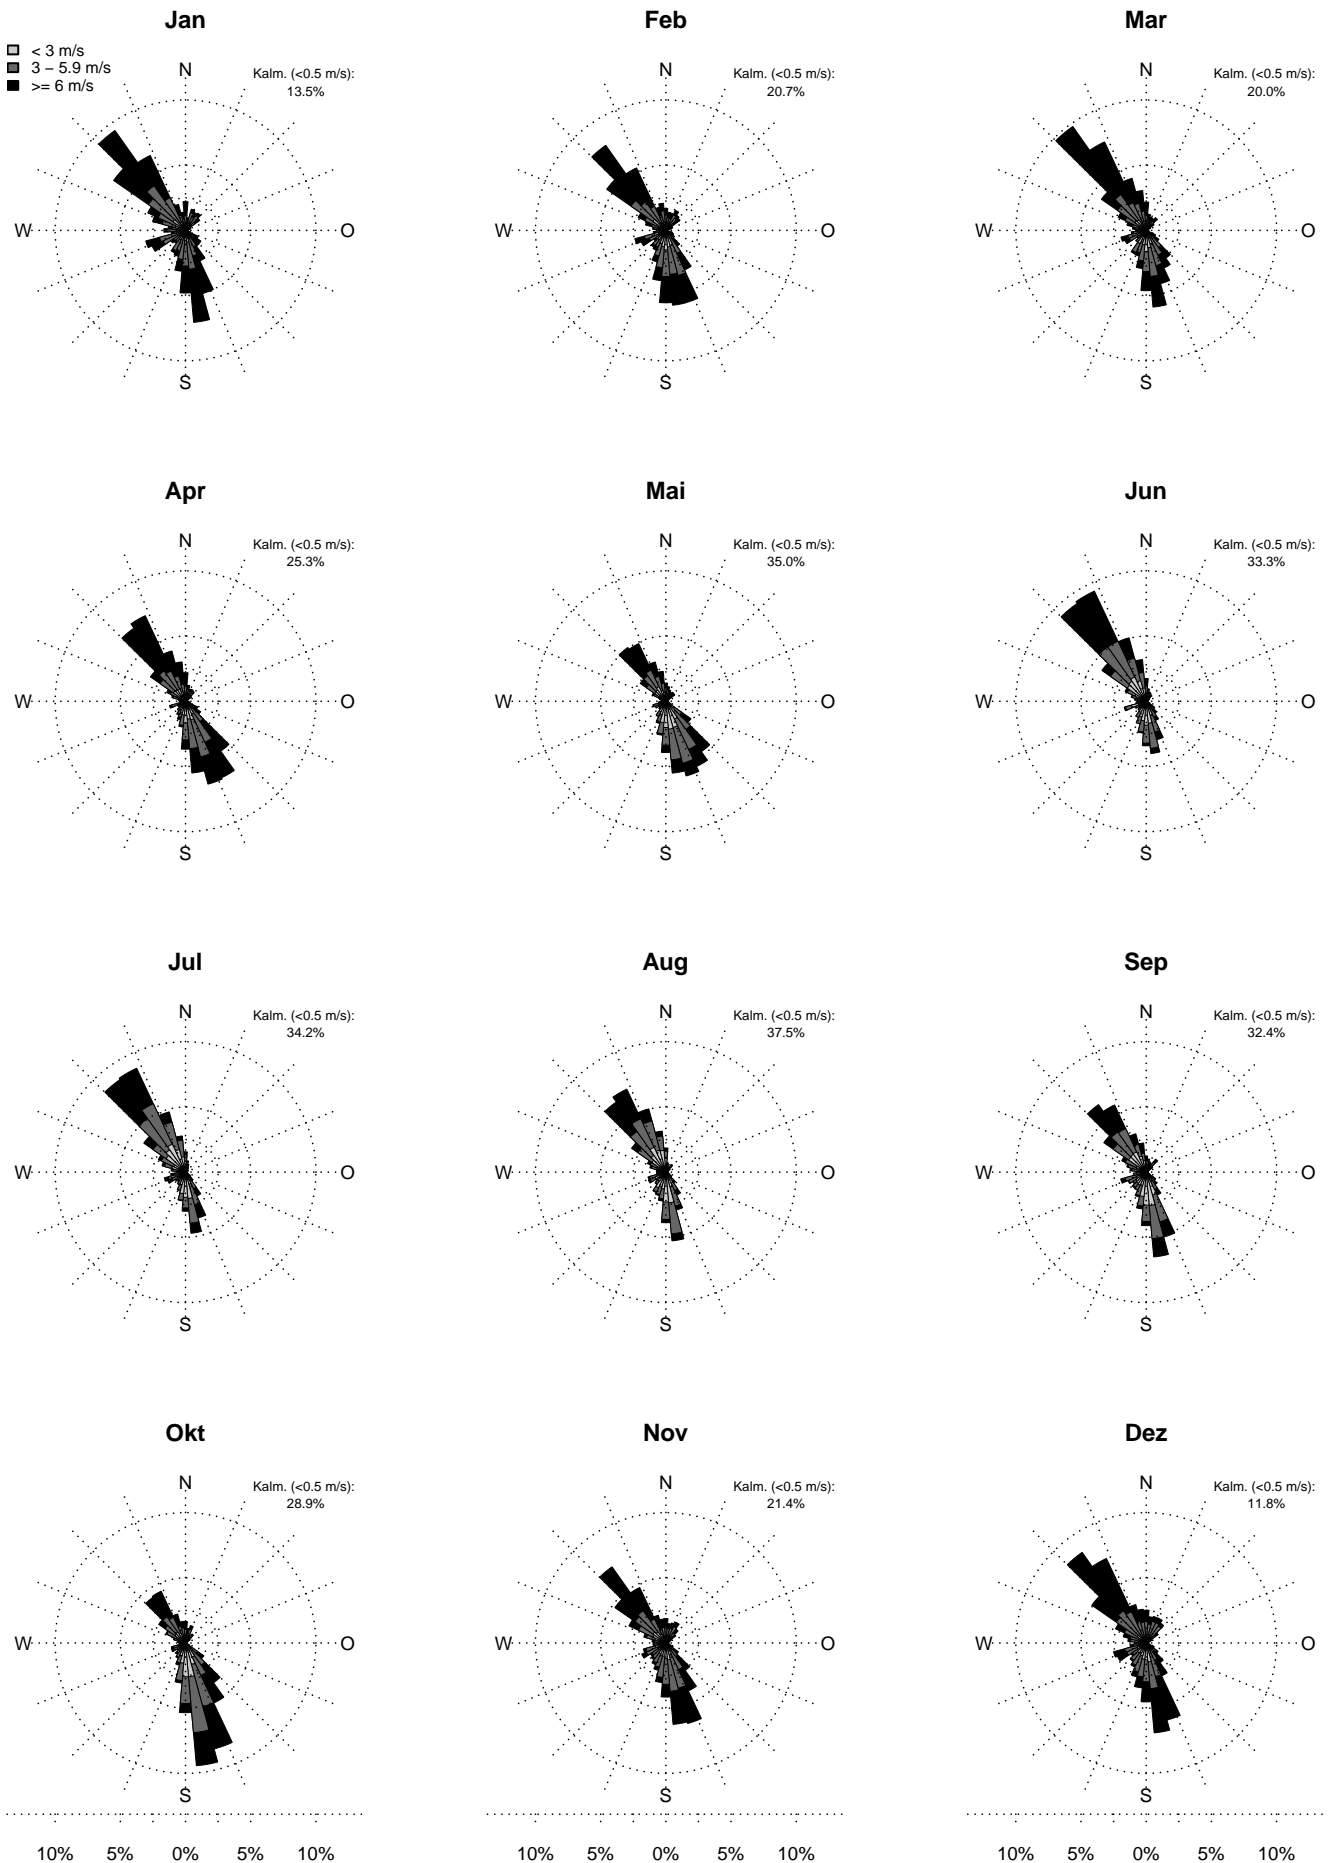 Jan
< 3 m/s
3 – 5.9 m/s
>= 6 m/s
Kalm. (<0.5 m/s):
13.5%
N
W
O
S
Feb
Kalm. (<0.5 m/s):
20.7%
N
W
O
S
Mar
Kalm. (<0.5 m/s):
20.0%
N
W
O
S
Apr
Kalm. (<0.5 m/s):
25.3%
N
W
O
S
Mai
Kalm. (<0.5 m/s):
35.0%
N
W
O
S
Jun
Kalm. (<0.5 m/s):
33.3%
N
W
O
S
Jul
Kalm. (<0.5 m/s):
34.2%
N
W
O
S
Aug
Kalm. (<0.5 m/s):
37.5%
N
W
O
S
Sep
Kalm. (<0.5 m/s):
32.4%
N
W
O
S
Okt
Kalm. (<0.5 m/s):
28.9%
N
W
O
S
10% 5% 0% 5% 10%
Nov
Kalm. (<0.5 m/s):
21.4%
N
W
O
S
10% 5% 0% 5% 10%
Dez
Kalm. (<0.5 m/s):
11.8%
N
W
O
S
10% 5% 0% 5% 10%